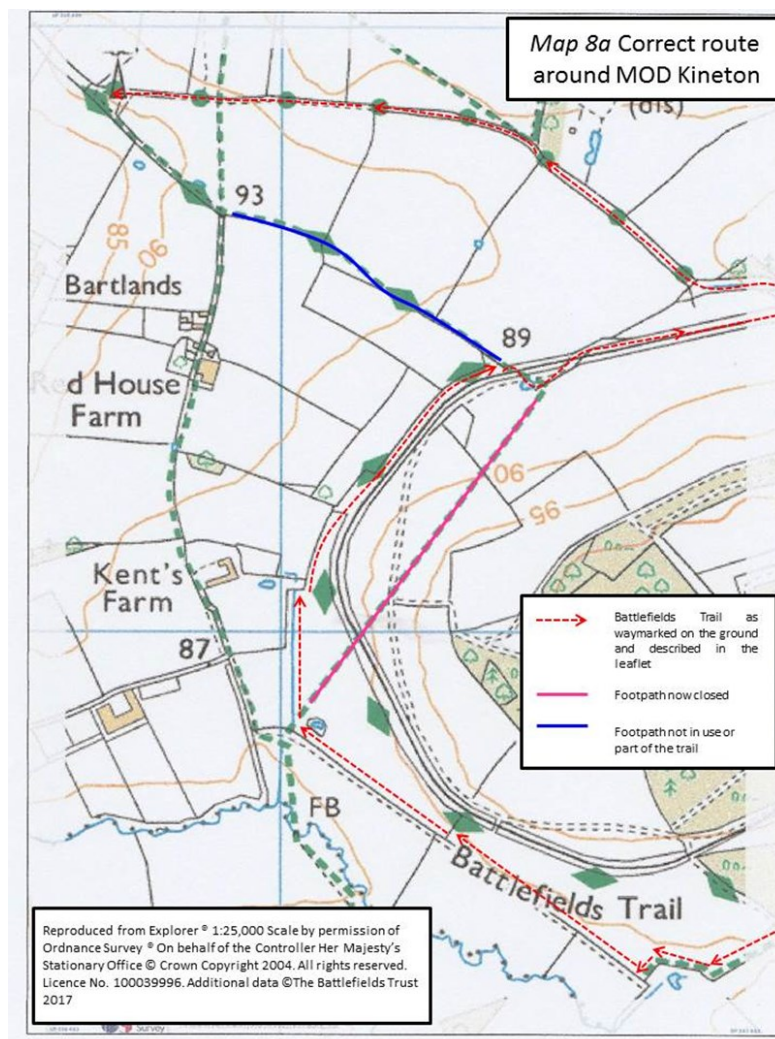 Map 8a Correct route
around MOD Kineton
(dis)
93
85
90
Bartlands
89
Red House
Farm
90
95
Kent's
Farm
87
Battlefields Trail as
waymarked on the ground
and described in the
leaflet
Footpath now closed
Footpath not in use or
part of the trail
FB
Battlefields Trail
Reproduced from Explorer ® 1:25,000 Scale by permission of
Ordnance Survey ® On behalf of the Controller Her Majesty's
Stationary Office © Crown Copyright 2004. All rights reserved.
Licence No. 100039996. Additional data ©The Battlefields Trust
2017
Survey